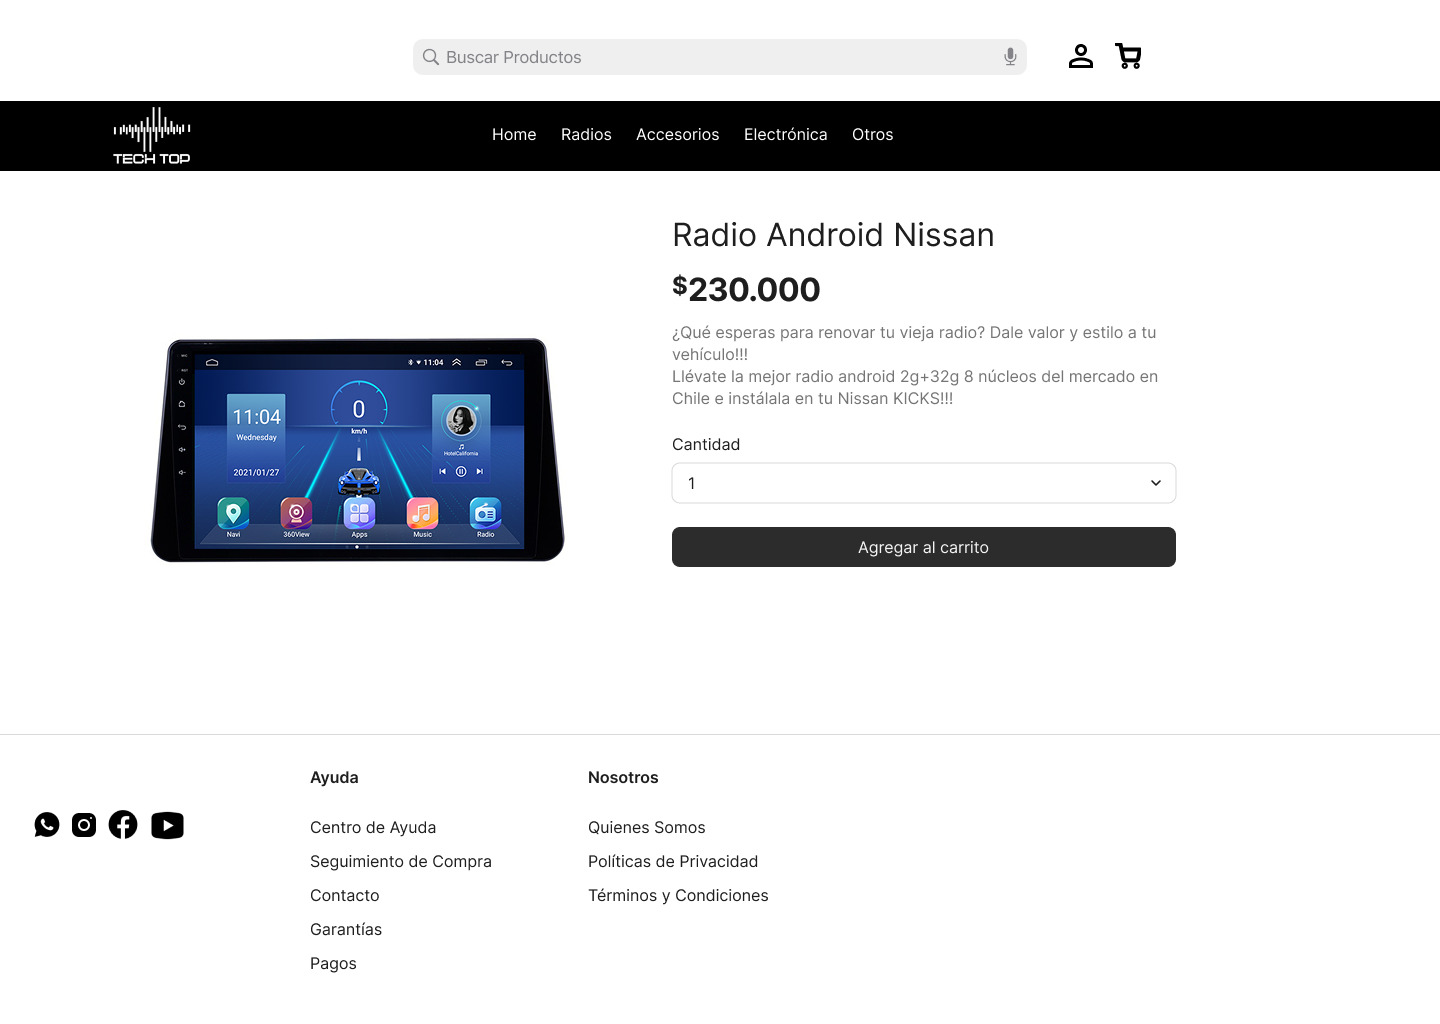 Buscar Productos
TECH TOP
Home Radios Accesorios Electrónica Otros
Radio Android Nissan
$230.000
¿Qué esperas para renovar tu vieja radio? Dale valor y estilo a tu
vehículo!!!
Llévate la mejor radio android 2g+32g 8 núcleos del mercado en
Chile e instálala en tu Nissan KICKS!!!
Cantidad
1
Agregar al carrito
11:04
11:04
Wednesday
2021/01/27
0
km/h
HotelCalifornia
Navi
360View
Apps
Music
Radio
Ayuda
Centro de Ayuda
Seguimiento de Compra
Contacto
Garantías
Pagos
Nosotros
Quienes Somos
Políticas de Privacidad
Términos y Condiciones